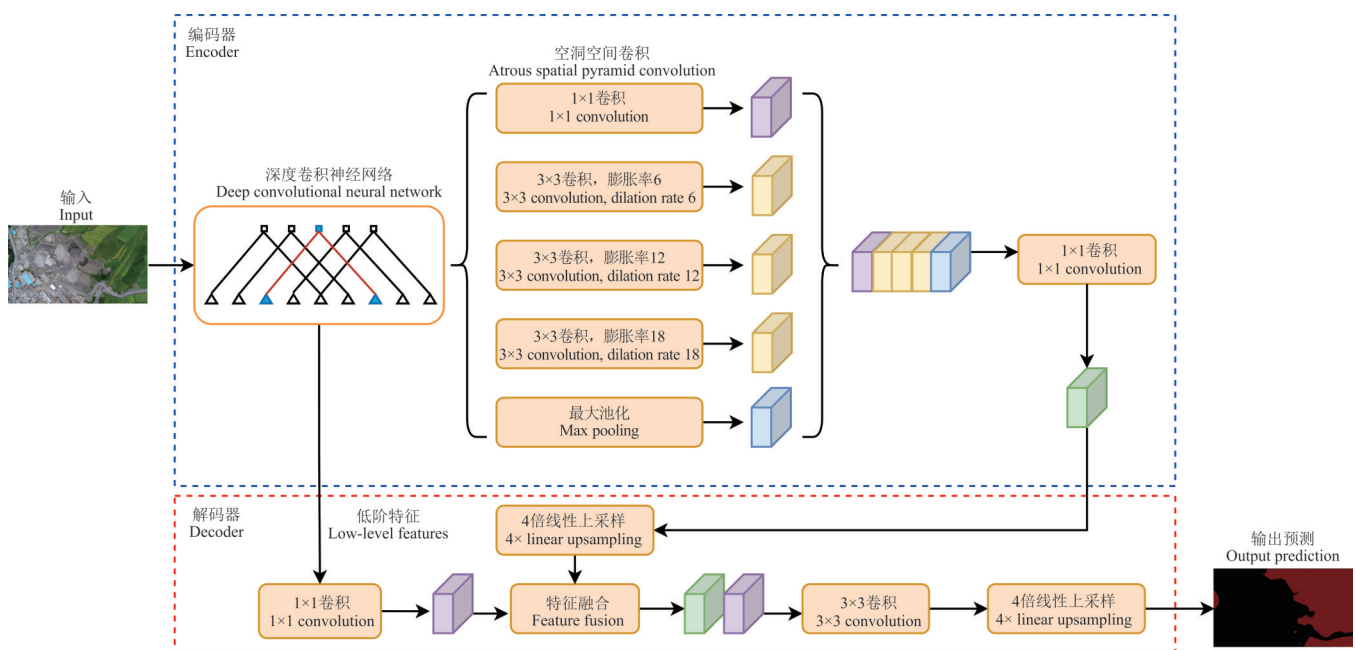 编码器
Encoder
空洞空间卷积
Atrous spatial pyramid convolution
1×1卷积
1×1 convolution
深度卷积神经网络
Deep convolutional neural network
3×3卷积，膨胀率6
3×3 convolution, dilation rate 6
输入
Input
3×3卷积，膨胀率12
3×3 convolution, dilation rate 12
1×1卷积
1×1 convolution
3×3卷积，膨胀率18
3×3 convolution, dilation rate 18
最大池化
Max pooling
解码器
Decoder
低阶特征
Low-level features
4倍线性上采样
4× linear upsampling
输出预测
Output prediction
1×1卷积
1×1 convolution
特征融合
Feature fusion
3×3卷积
3×3 convolution
4倍线性上采样
4× linear upsampling